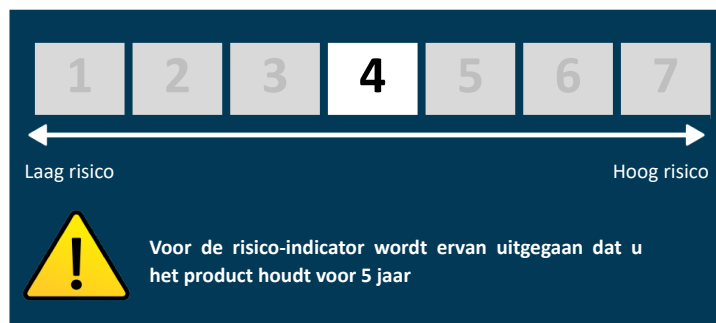 1 2 3 4 5 6 7
Laag risico Hoog risico
Voor de risico-indicator wordt ervan uitgegaan dat u
het product houdt voor 5 jaar